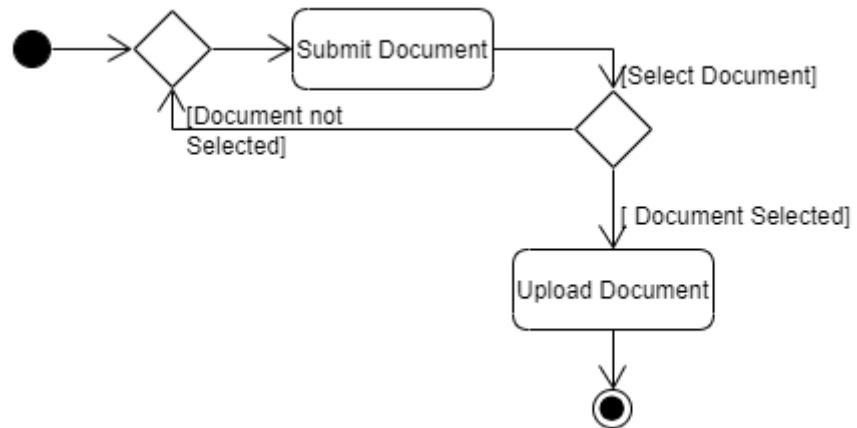 Submit Document
[Select Document]
[Document not
Selected]
[ Document Selected]
Upload Document